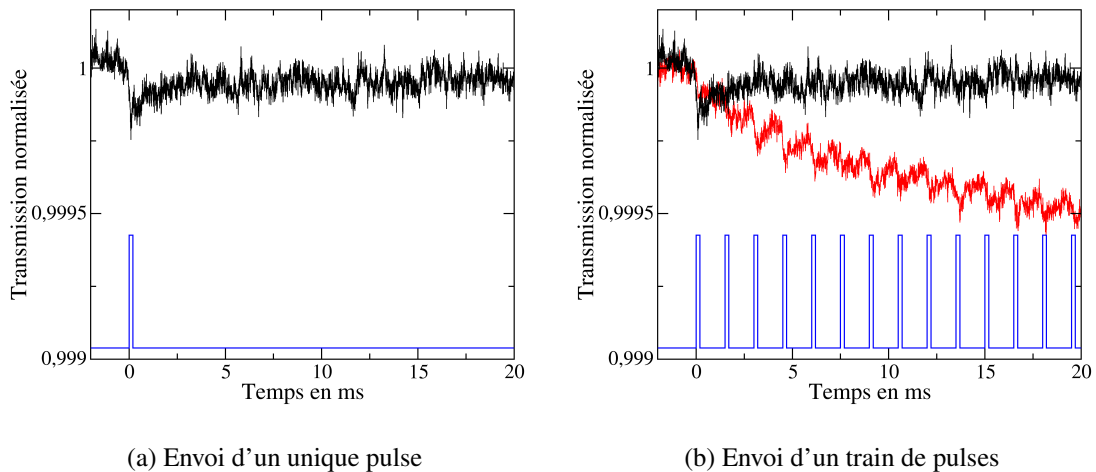 Transmission normalisée
1
0,9995
0,999
0
5
10
15
20
Temps en ms
(a) Envoi d'un unique pulse
Transmission normalisée
1
0,9995
0,999
0
5
10
15
20
Temps en ms
(b) Envoi d'un train de pulses